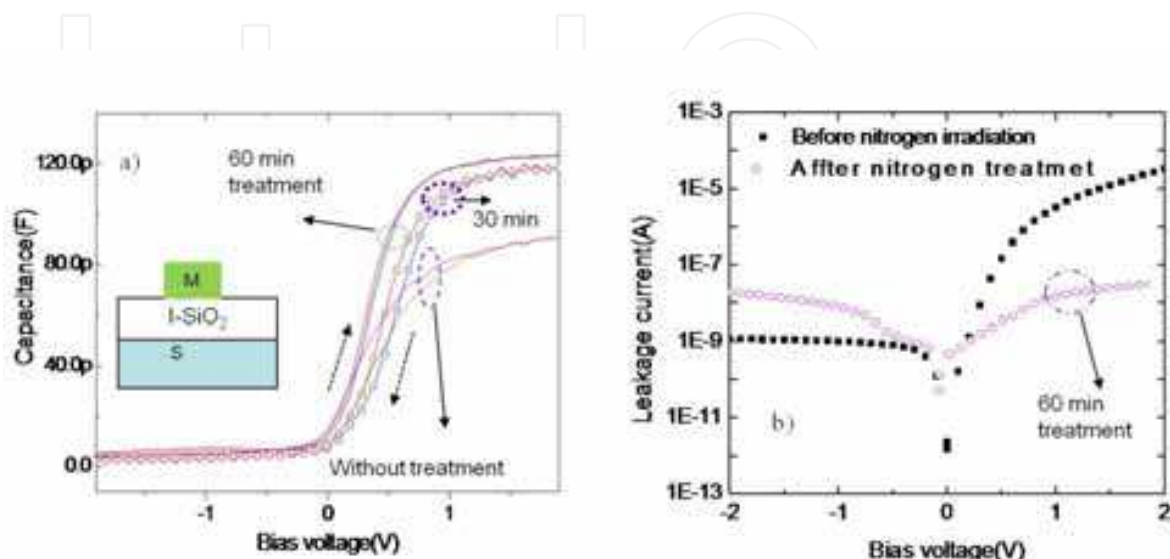 a)
120.0p
80.0p
40.0p
0.0
Capacitance(F)
60 min
treatment
30 min
M
I-SiO2
S
Without treatment
-1
0
1
Bias voltage(V)
1E-3
1E-5
1E-7
1E-9
1E-11
1E-13
Leakage current(A)
Before nitrogen irradiation
Affter nitrogen treatmet
60 min
treatment
b)
-2
-1
0
1
2
Bias voltage(V)